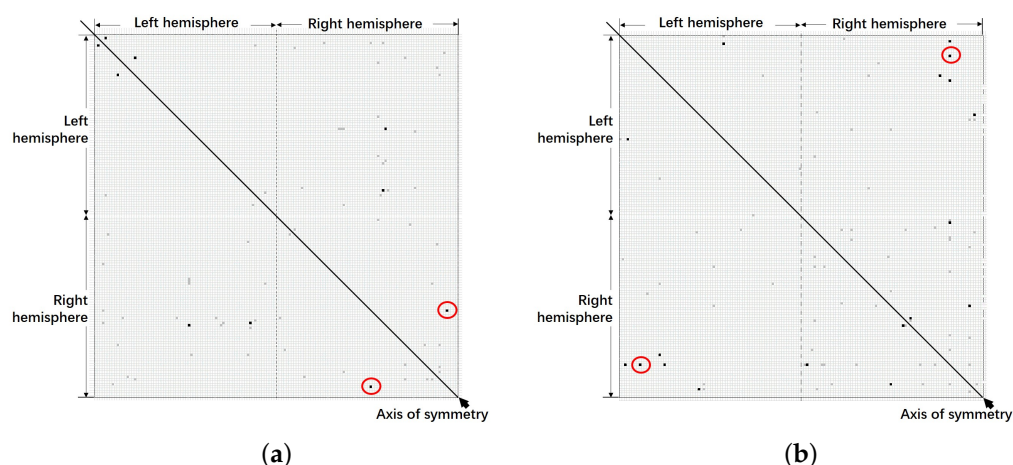 Left hemisphere Right hemisphere
Left
hemisphere
Right
hemisphere
Axis of symmetry
(a)
Left hemisphere Right hemisphere
Left
hemisphere
Right
hemisphere
Axis of symmetry
(b)